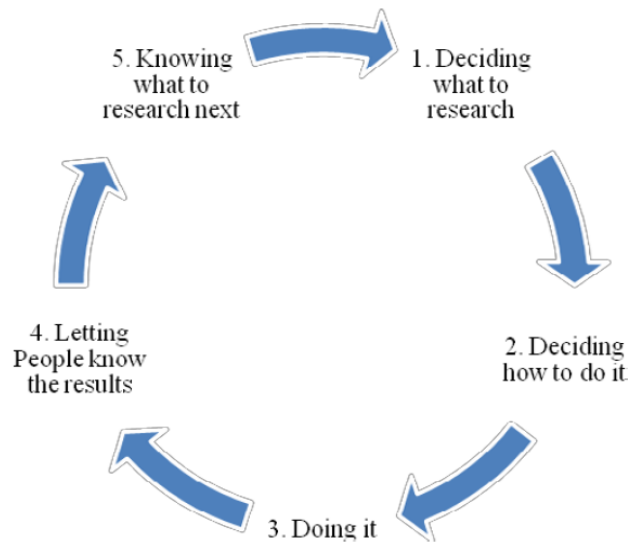 1. Deciding
what to
research
2. Deciding
how to do it
3. Doing it
4. Letting
People know
the results
5. Knowing
what to
research next